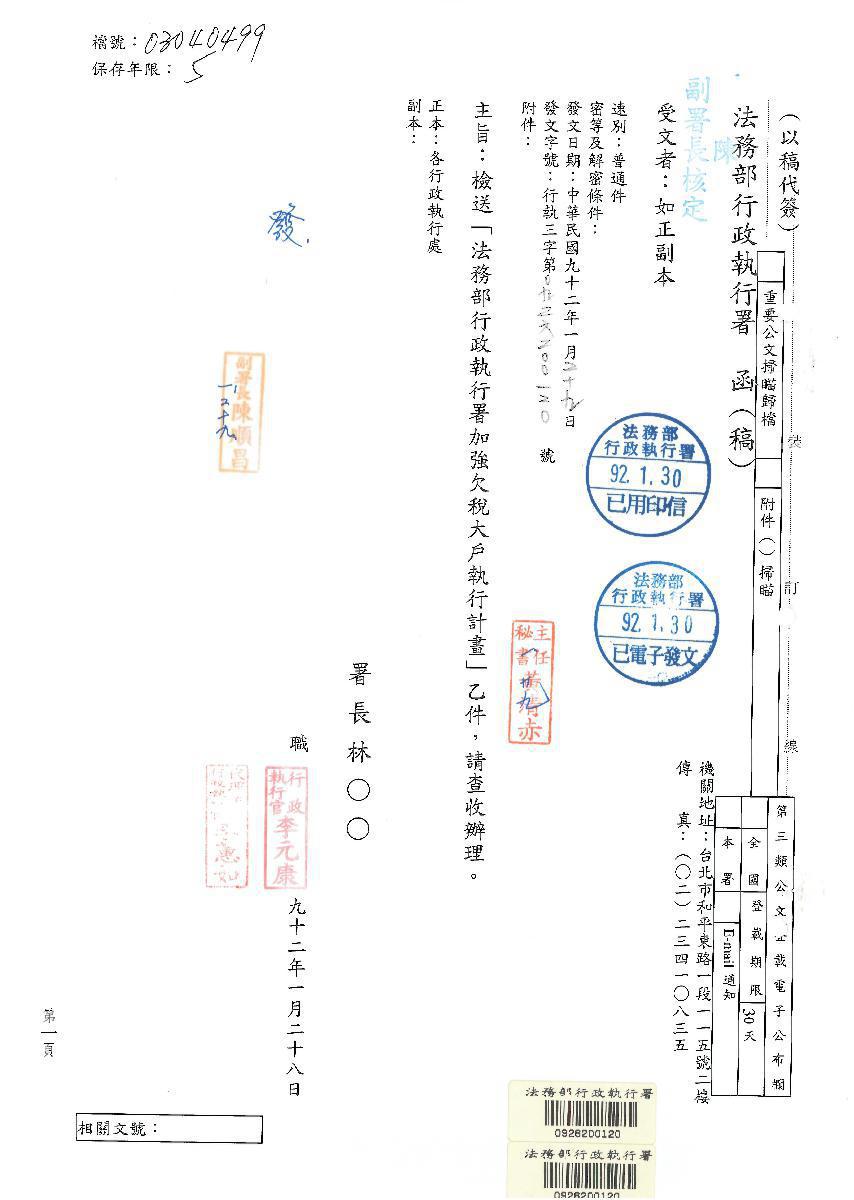 檔號：03040499
保存年限：5
（以稿代簽）
裝
訂
線
重要公文掃瞄歸檔
附件（ ）掃瞄
第三類公文登載電子公布欄
全國登載期限30天
本署E-mail通知
法務部行政執行署　函（稿）
副署長核定
陳
機關地址：台北市和平東路一段一一五號二樓
傳　真：（〇二）二三四一〇八三五
受文者：如正副本
速別：普通件
密等及解密條件：
發文日期：中華民國九十二年一月二十九日
發文字號：行執三字第0926200120號
附件：
法務部
行政執行署
92.1.30
已用印信
法務部
行政執行署
92.1.30
已電子發文
主任
秘書
黃清赤
主旨：檢送「法務部行政執行署加強欠稅大戶執行計畫」乙件，請查收辦理。
正本：各行政執行處
副本：
署長林〇〇
發
副署長陳順昌
一、二十九
職
行政
執行官
李元康
九十二年一月二十八日
第一頁
相關文號：
法務部行政執行署
0926200120
法務部行政執行署
0926200120